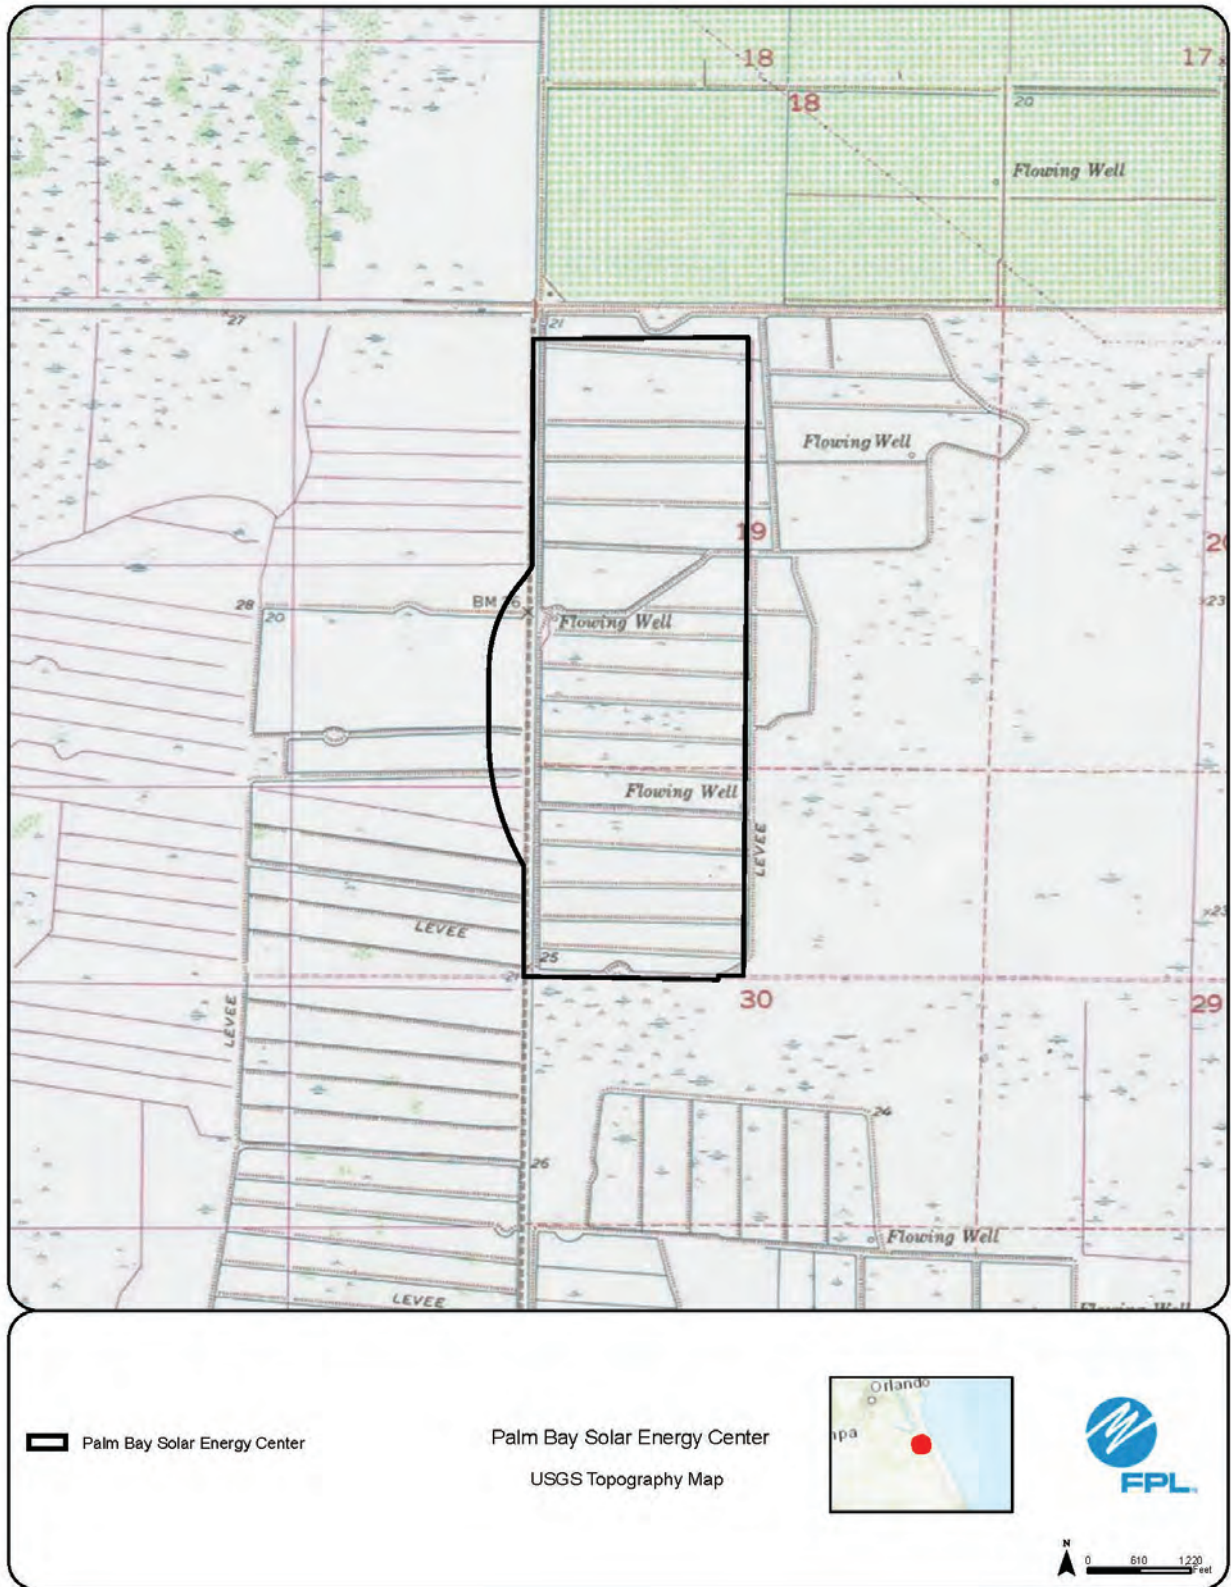 18
17
18
20
Flowing Well
27
21
Flowing Well
19
28
20
BM 26
23
Flowing Well
Flowing Well
LEVEE
23
LEVEE
25
30
29
LEVEE
24
26
Flowing Well
LEVEE
Orlando
Palm Bay Solar Energy Center
Palm Bay Solar Energy Center
USGS Topography Map
FPL
N
0 610 1,220
Feet